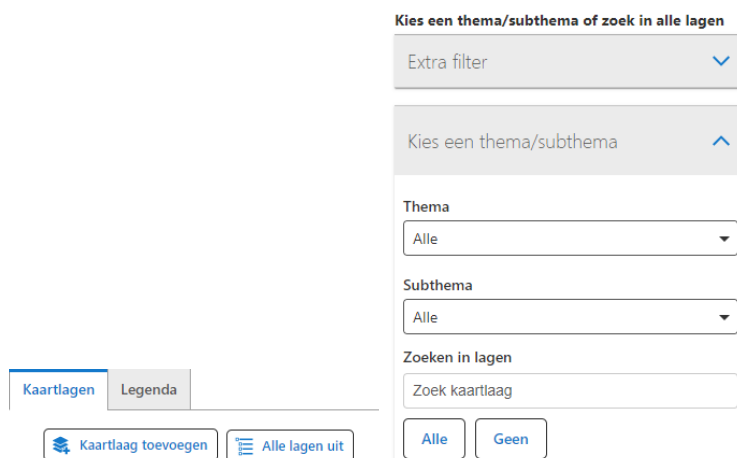 Kies een thema/subthema of zoek in alle lagen
Extra filter
Kies een thema/subthema
Thema
Alle
Subthema
Alle
Zoeken in lagen
Zoek kaartlaag
Alle Geen
Kaartlagen Legenda
Kaartlaag toevoegen Alle lagen uit